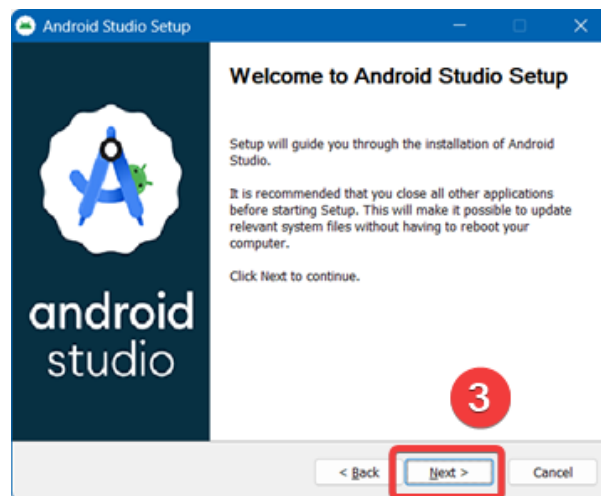 Android Studio Setup
Welcome to Android Studio Setup
Setup will guide you through the installation of Android
Studio.
It is recommended that you close all other applications
before starting Setup. This will make it possible to update
relevant system files without having to reboot your
computer.
Click Next to continue.
android
studio
3
< Back
Next >
Cancel